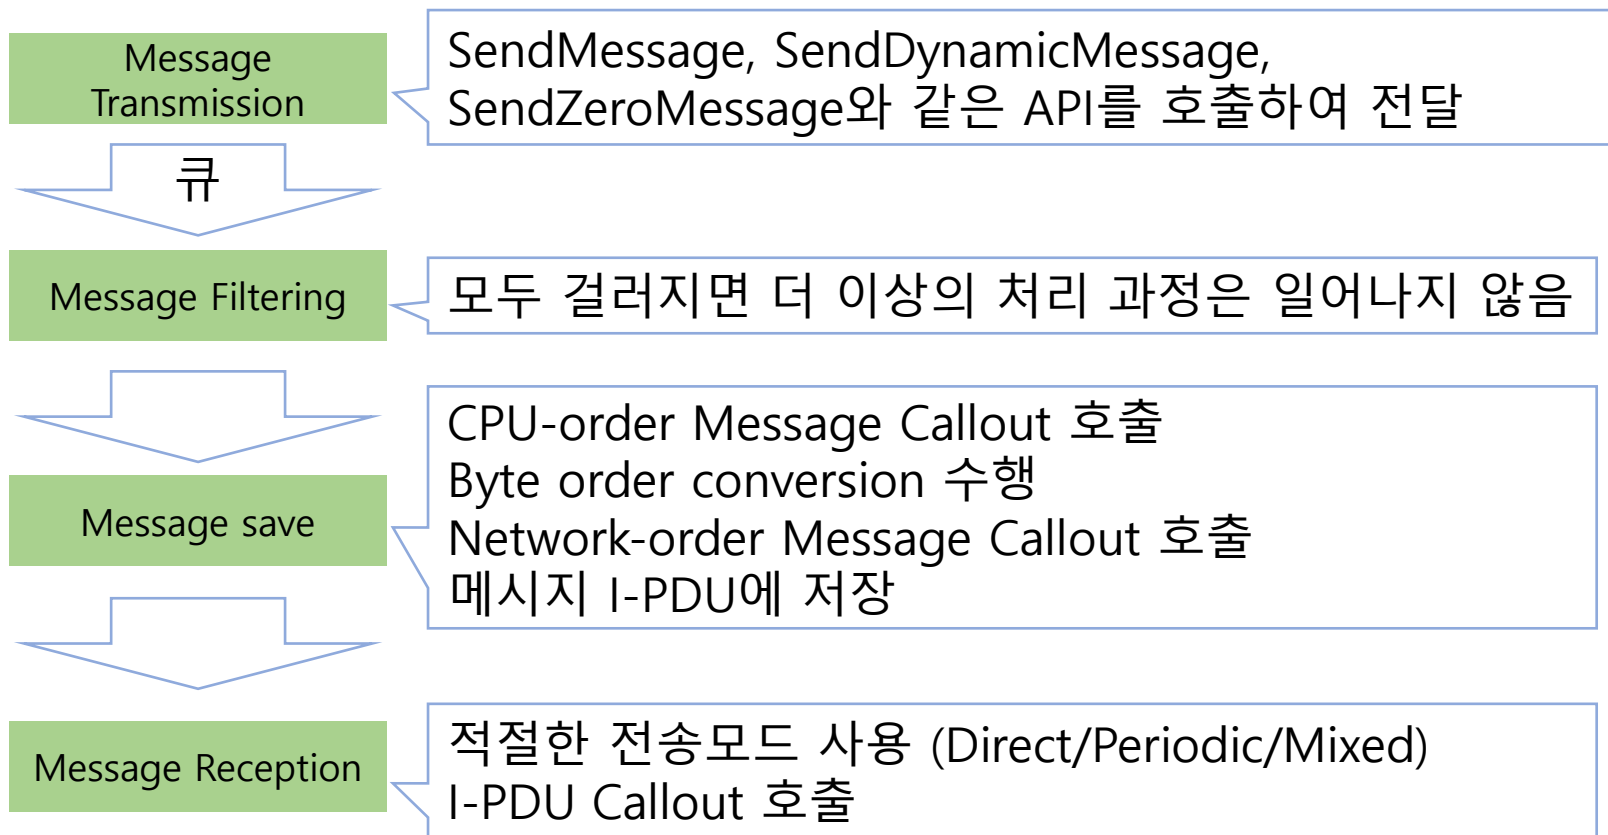 Message
Transmission
SendMessage, SendDynamicMessage,
SendZeroMessage와 같은 API를 호출하여 전달
큐
Message Filtering
모두 걸러지면 더 이상의 처리 과정은 일어나지 않음
Message save
CPU-order Message Callout 호출
Byte order conversion 수행
Network-order Message Callout 호출
메시지 I-PDU에 저장
Message Reception
적절한 전송모드 사용 (Direct/Periodic/Mixed)
I-PDU Callout 호출